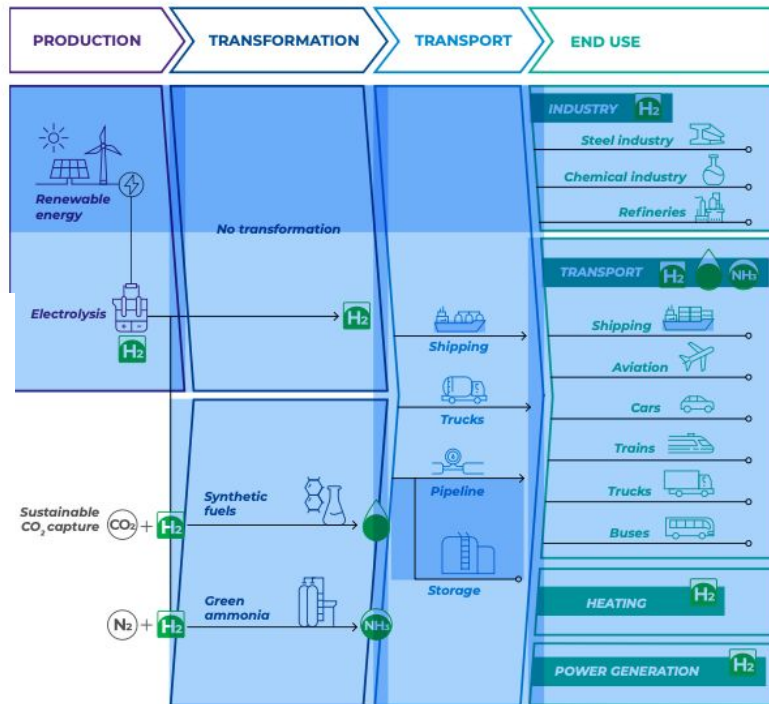 PRODUCTION
TRANSFORMATION
TRANSPORT
END USE
Renewable
energy
Electrolysis
H₂
No transformation
H₂
Sustainable
CO₂ capture
CO₂ + H₂
Synthetic
fuels
N₂ + H₂
Green
ammonia
NH₃
Shipping
Trucks
Pipeline
Storage
INDUSTRY H₂
Steel industry
Chemical industry
Refineries
TRANSPORT H₂ NH₃
Shipping
Aviation
Cars
Trains
Trucks
Buses
HEATING H₂
POWER GENERATION H₂